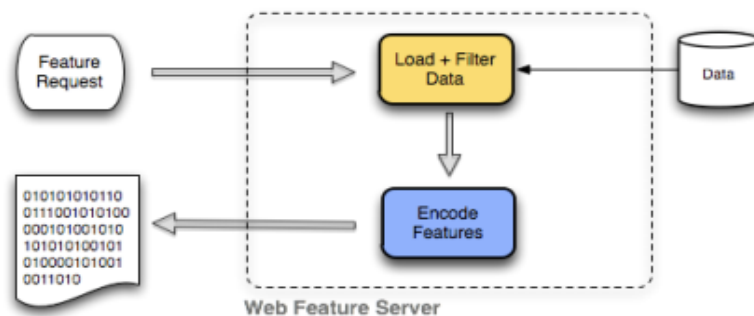 Feature
Request
Load + Filter
Data
Data
010101010110
0111001010100
000101001010
101010100101
010000101001
0011010
Encode
Features
Web Feature Server